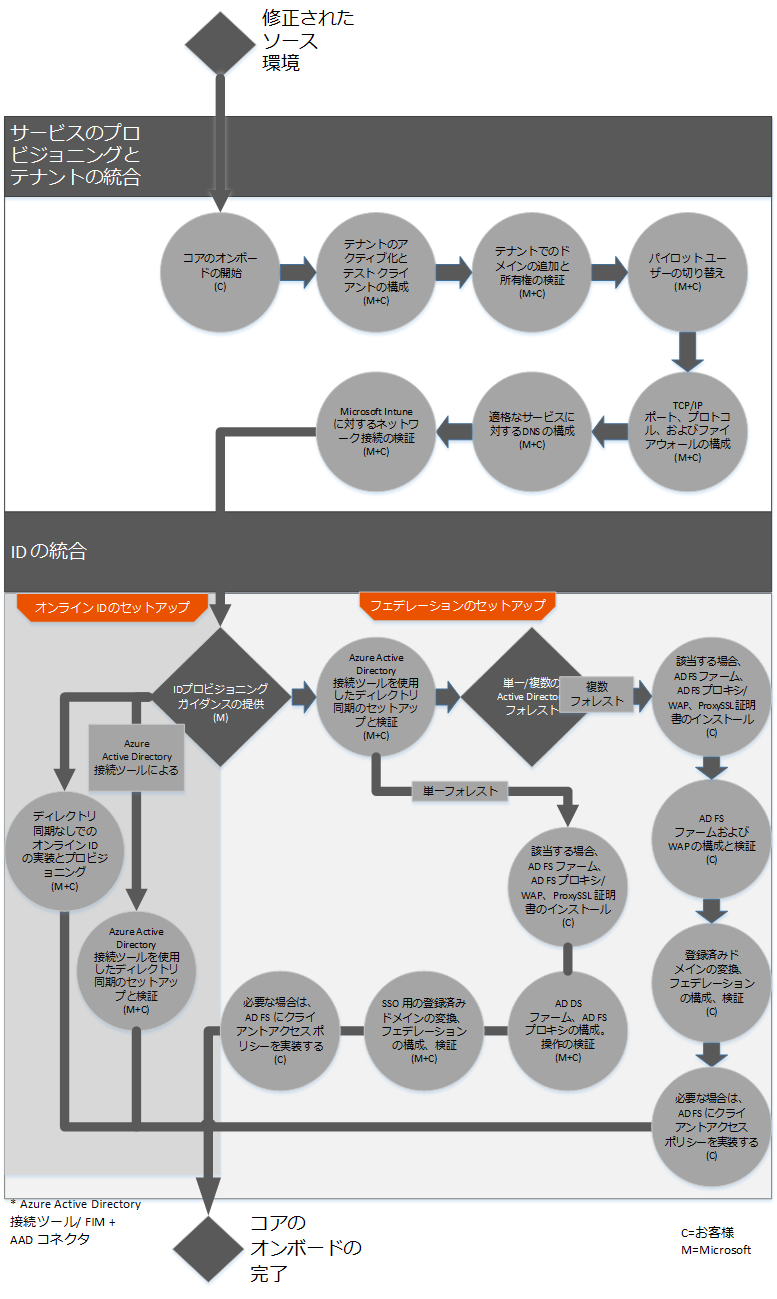 修正された
ソース
環境
サービスのプロ
ビジョニングと
テナントの統合
コアのオンボー
ドの開始
(C)
テナントのア
クティブ化と
テスト クライ
アントの構成
(M+C)
テナントでのド
メインの追加と
所有権の検証
(M+C)
パイロット ユー
ザーの切り替え
(M+C)
Microsoft Intune
に対するネットワ
ーク接続の検証
(M+C)
適格なサービスに
対するDNS の構成
(M+C)
TCP/IP
ポート、プロトコ
ル、およびファイ
アウォールの構成
(M+C)
ID の統合
オンライン ID のセットアップ
フェデレーションのセットアップ
IDプロビジョニング
ガイダンスの提供
(M)
Azure Active
Directory
接続ツールを使用
したディレクトリ
同期のセットアッ
プと検証
(M+C)
単一/複数の
Active Directory
フォレスト
複数
フォレスト
該当する場合、
AD FS ファーム、
AD FS プロキシ/
WAP、ProxySSL 証明
書のインストール
(C)
Azure
Active Directory
接続ツールによる
単一フォレスト
ディレクトリ
同期なしでの
オンライン ID
の実装とプロビジ
ョニング
(M+C)
該当する場合、
AD FS ファーム、
AD FS プロキシ/
WAP、ProxySSL 証明
書のインストール
(C)
AD FS
ファームおよび
WAP の構成と検証
(C)
Azure Active
Directory
接続ツールを使用
したディレクトリ
同期のセットアッ
プと検証
(M+C)
登録済みド
メインの変換、
フェデレーション
の構成、検証
(C)
必要な場合は、
AD FS にクライ
アントアクセス ポ
リシーを実装する
(C)
SSO 用の登録済み
ドメインの変換、
フェデレーション
の構成、検証
(M+C)
AD DS
ファーム、AD FS
プロキシの構成。
操作の検証
(M+C)
必要な場合は、
AD FS にクライ
アントアクセス
ポリシーを実装する
(C)
* Azure Active Directory
接続ツール/ FIM +
AAD コネクタ
コアの
オンボードの
完了
C=お客様
M=Microsoft